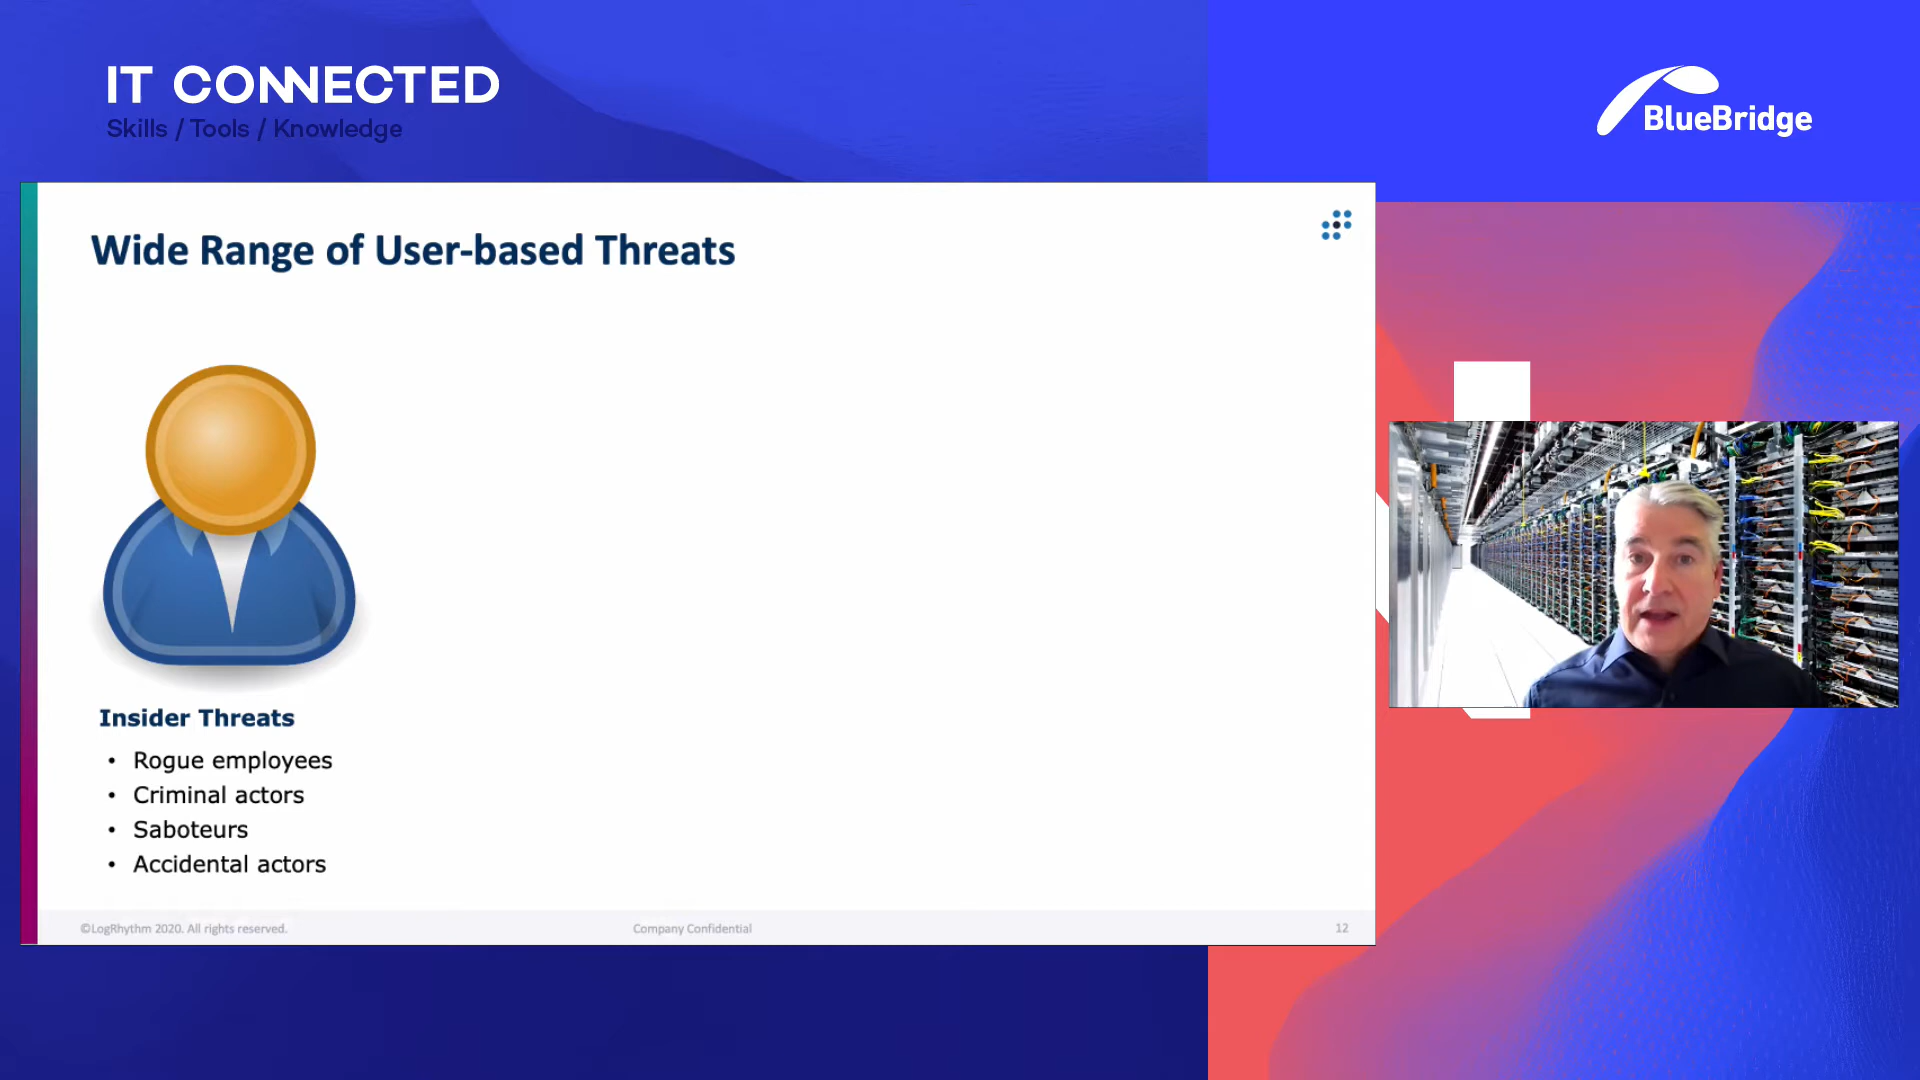 IT CONNECTED
Skills / Tools / Knowledge
BlueBridge
Wide Range of User-based Threats
Insider Threats
• Rogue employees
• Criminal actors
• Saboteurs
• Accidental actors
©LogRhythm 2020. All rights reserved.
Company Confidential
12